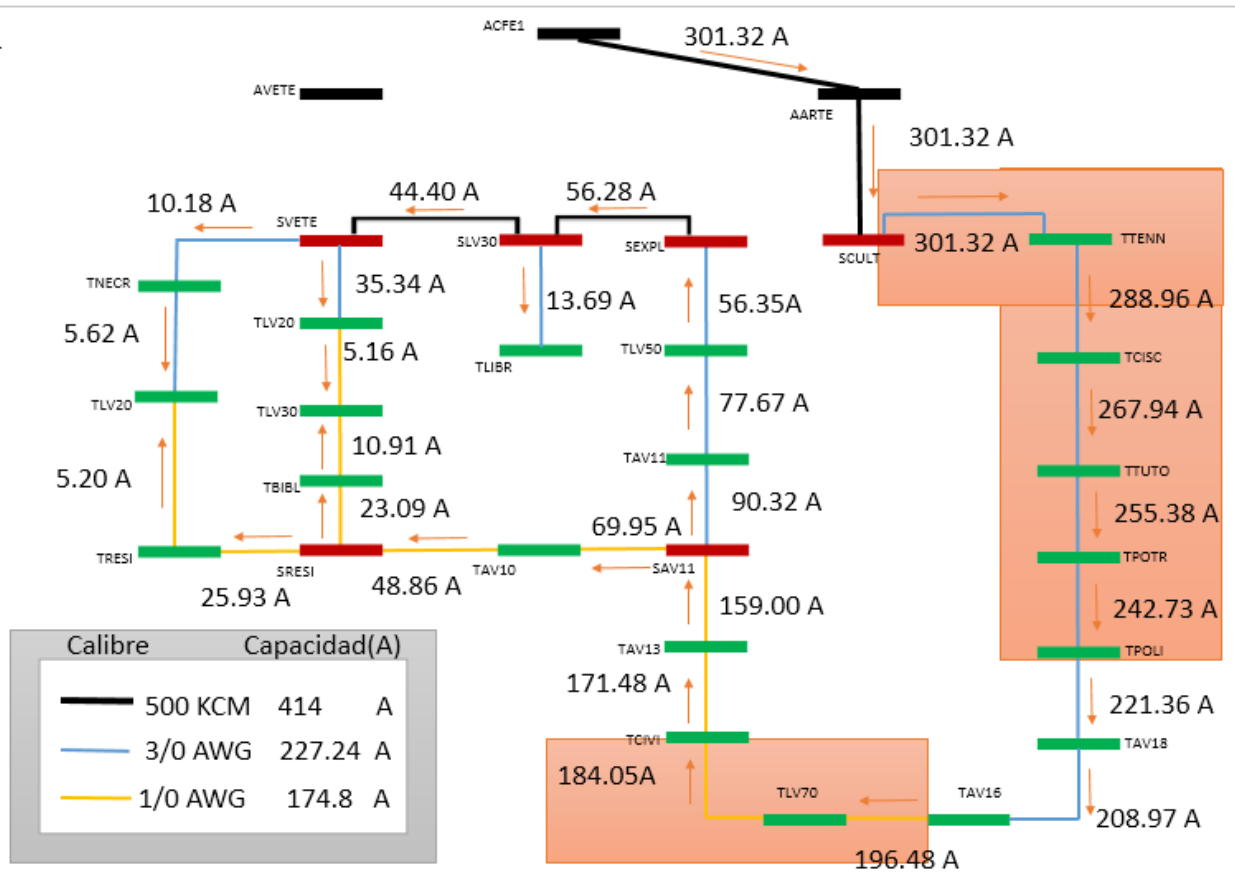 ACFE1
301.32 A
AVETE
AARTE
301.32 A
10.18 A
44.40 A
56.28 A
SVETE
SLV30
SEXPL
SCULT
301.32 A
TTENN
TNECR
35.34 A
13.69 A
56.35A
288.96 A
5.62 A
TLV20
5.16 A
TLIBR
TLV50
TCISC
TLV20
TLV30
77.67 A
267.94 A
10.91 A
TAV11
TTUTO
5.20 A
TBIBL
23.09 A
90.32 A
255.38 A
69.95 A
TRESI
SRESI
TAV10
SAV11
TPOTR
25.93 A
48.86 A
159.00 A
242.73 A
TAV13
TPOLI
Calibre Capacidad(A)
500 KCM 414 A
3/0 AWG 227.24 A
1/0 AWG 174.8 A
171.48 A
221.36 A
TCIVI
TAV18
184.05A
TLV70
TAV16
208.97 A
196.48 A